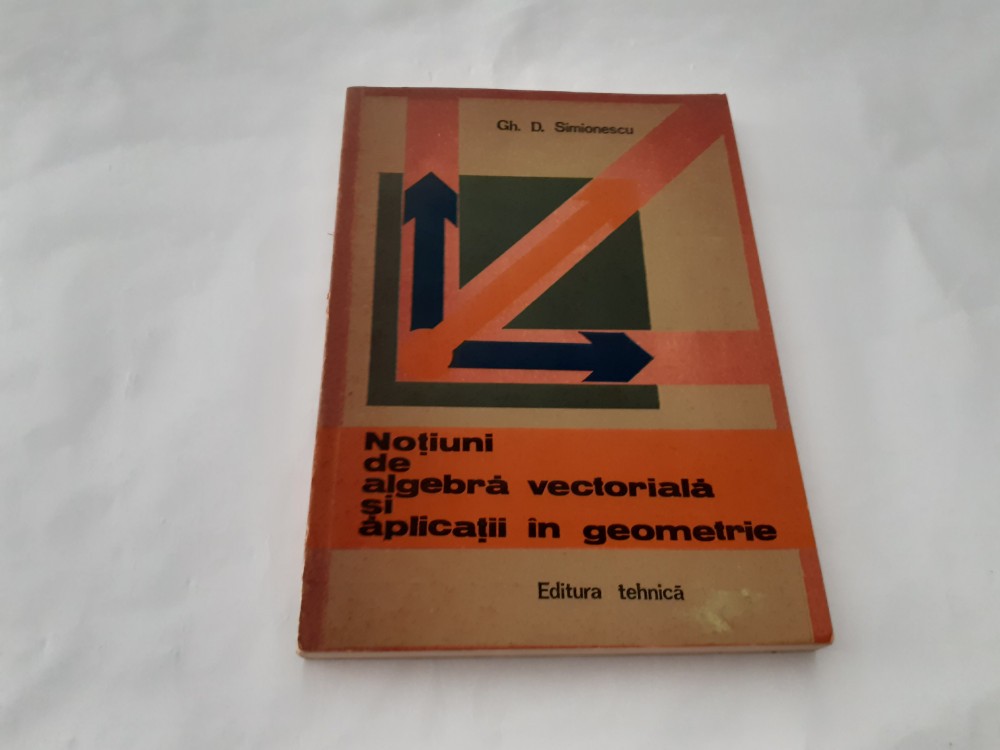 Gh. D. Simionescu
Noțiuni
de
algebră vectorială
și
aplicații în geometrie
Editura tehnică